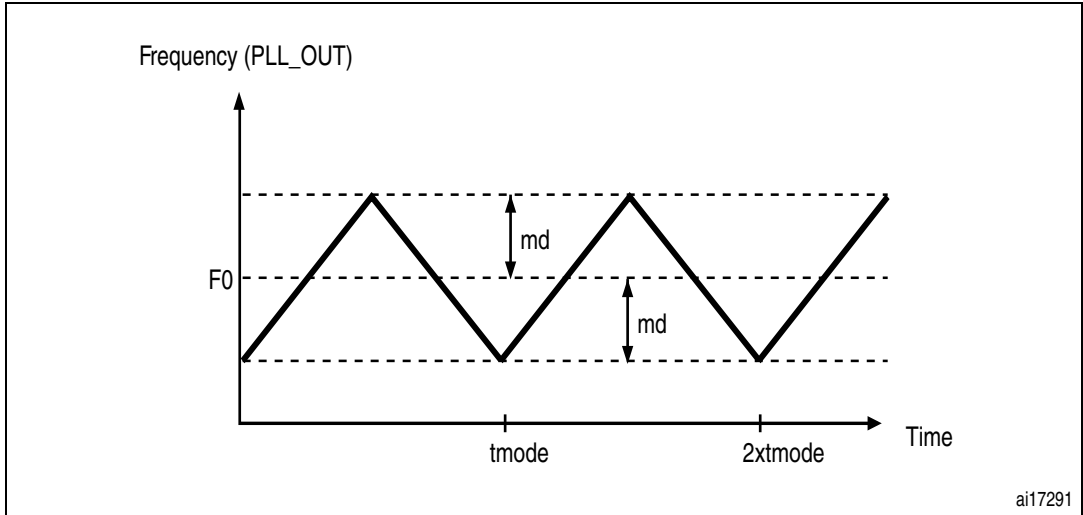 Frequency (PLL_OUT)
md
F0
md
tmode
2xtmode
Time
ai17291